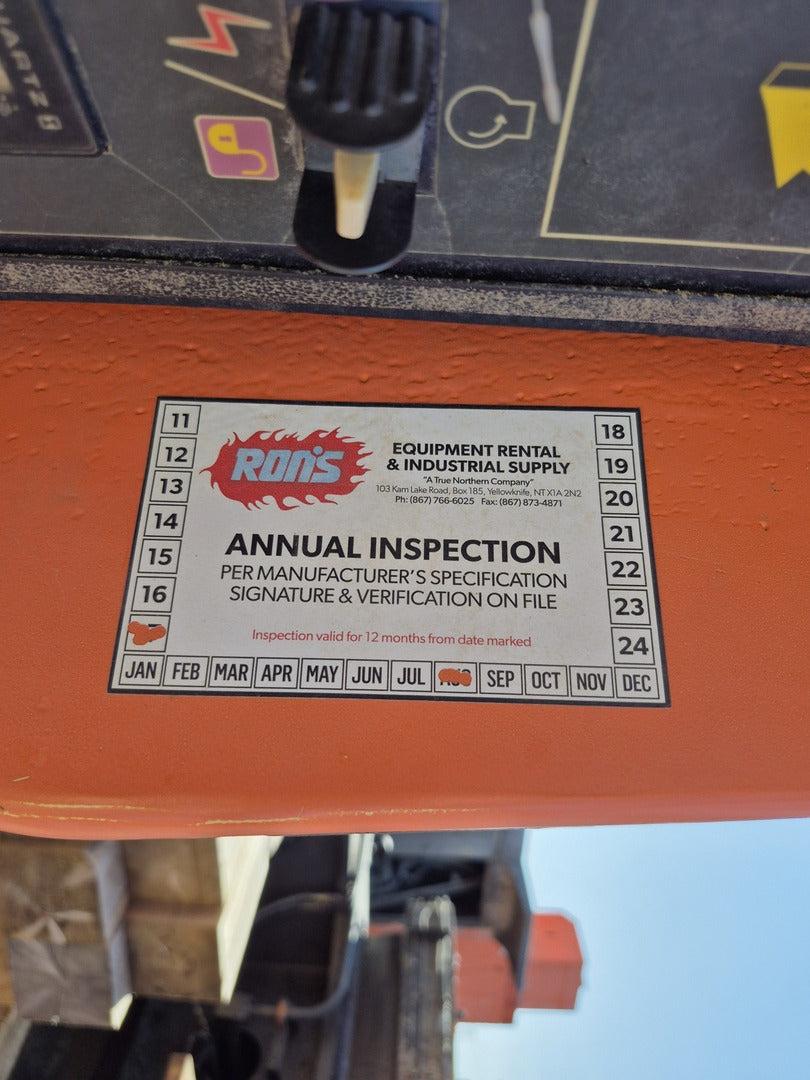 QUARTZ
11
12
13
14
15
16
18
19
20
21
22
23
24
RON'S
EQUIPMENT RENTAL
& INDUSTRIAL SUPPLY
"A True Northern Company"
103 Kam Lake Road, Box 185, Yellowknife, NT X1A 2N2
Ph: (867) 766-6025 Fax: (867) 873-4871
ANNUAL INSPECTION
PER MANUFACTURER'S SPECIFICATION
SIGNATURE & VERIFICATION ON FILE
Inspection valid for 12 months from date marked
JAN FEB MAR APR MAY JUN JUL SEP OCT NOV DEC